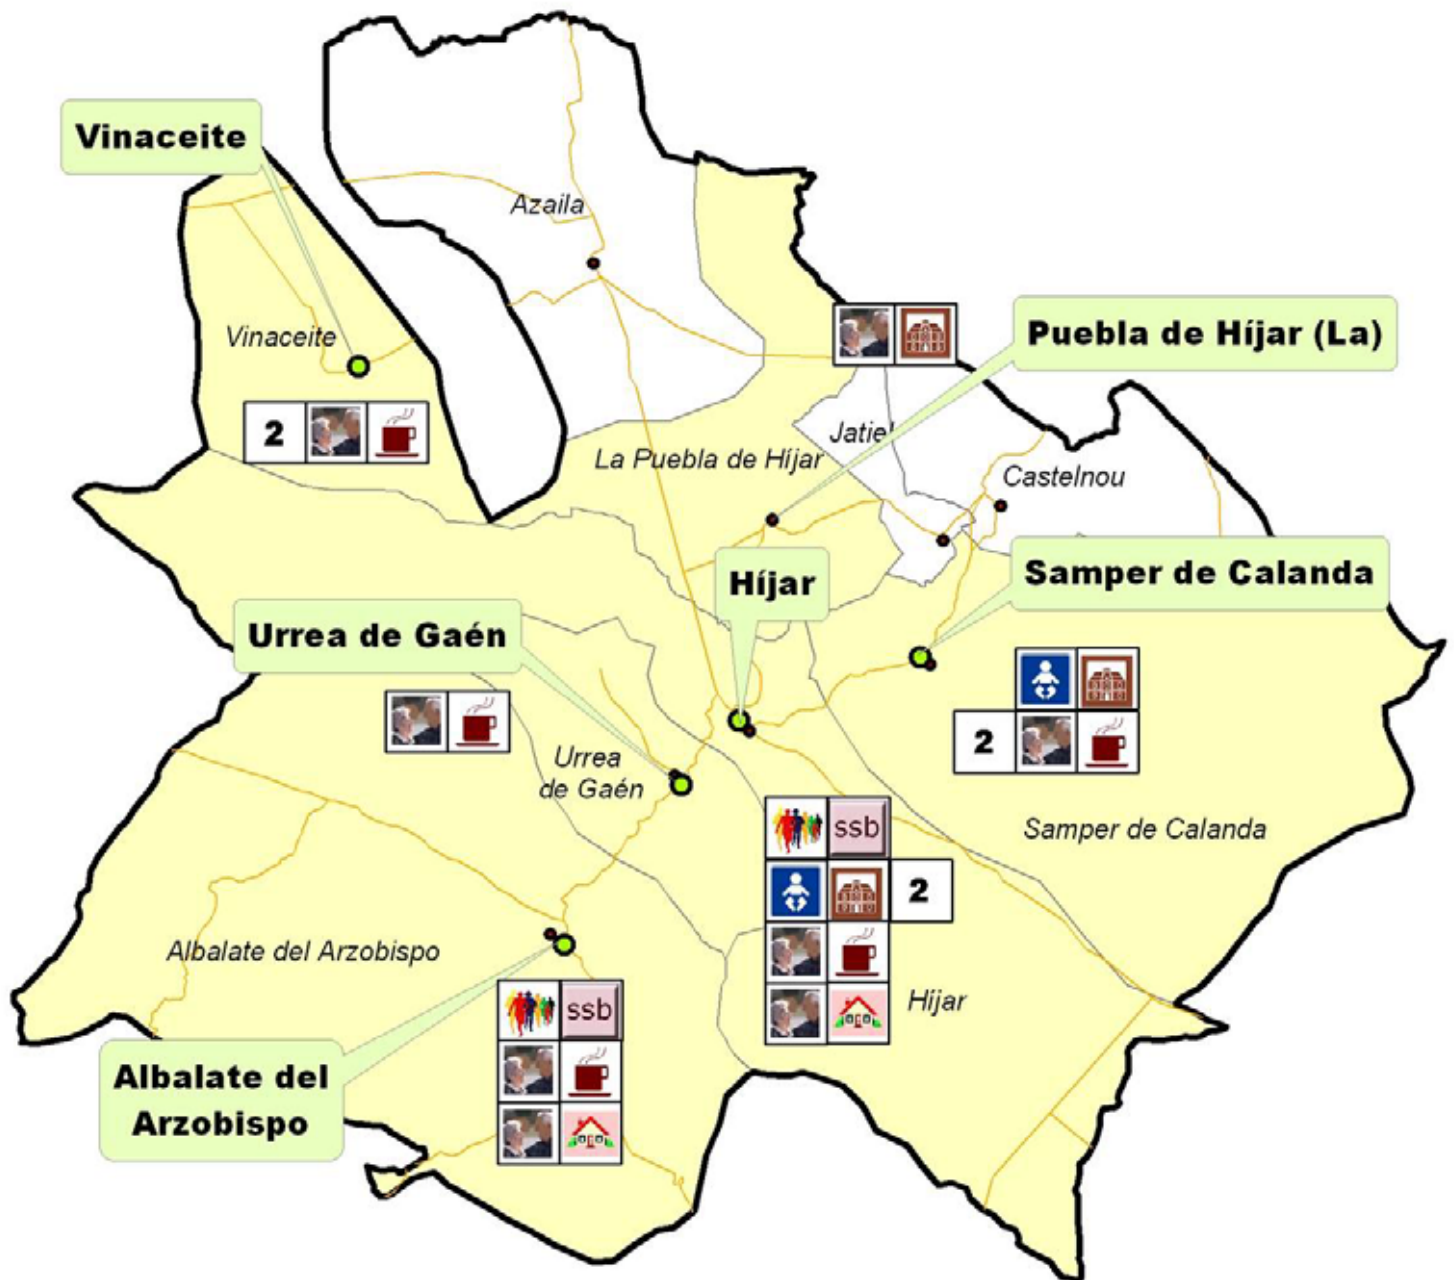 Vinaceite
Azaila
Puebla de Híjar (La)
Vinaceite
2
Jatiel
La Puebla de Híjar
Castelnou
Híjar
Samper de Calanda
Urrea de Gaén
2
Urrea
de Gaén
ssb
Samper de Calanda
2
Albalate del Arzobispo
ssb
Híjar
Albalate del
Arzobispo